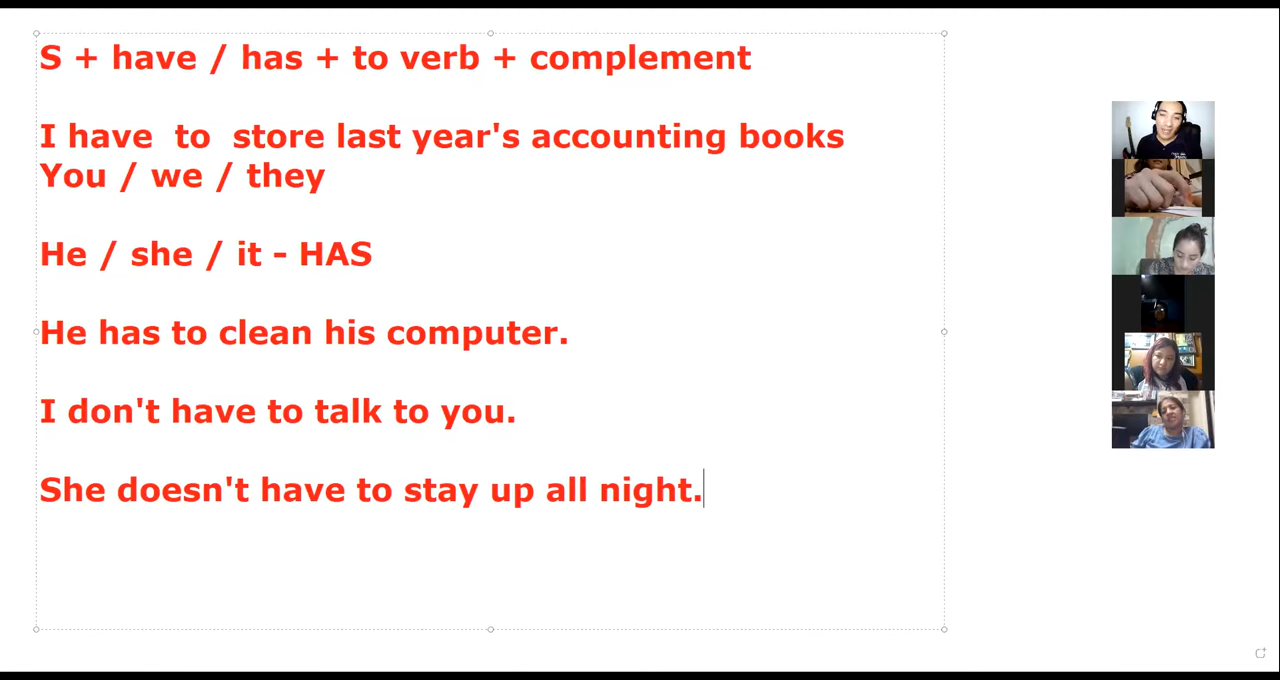 S + have / has + to verb + complement
I have to store last year's accounting books
You / we / they
He / she / it - HAS
He has to clean his computer.
I don't have to talk to you.
She doesn't have to stay up all night.